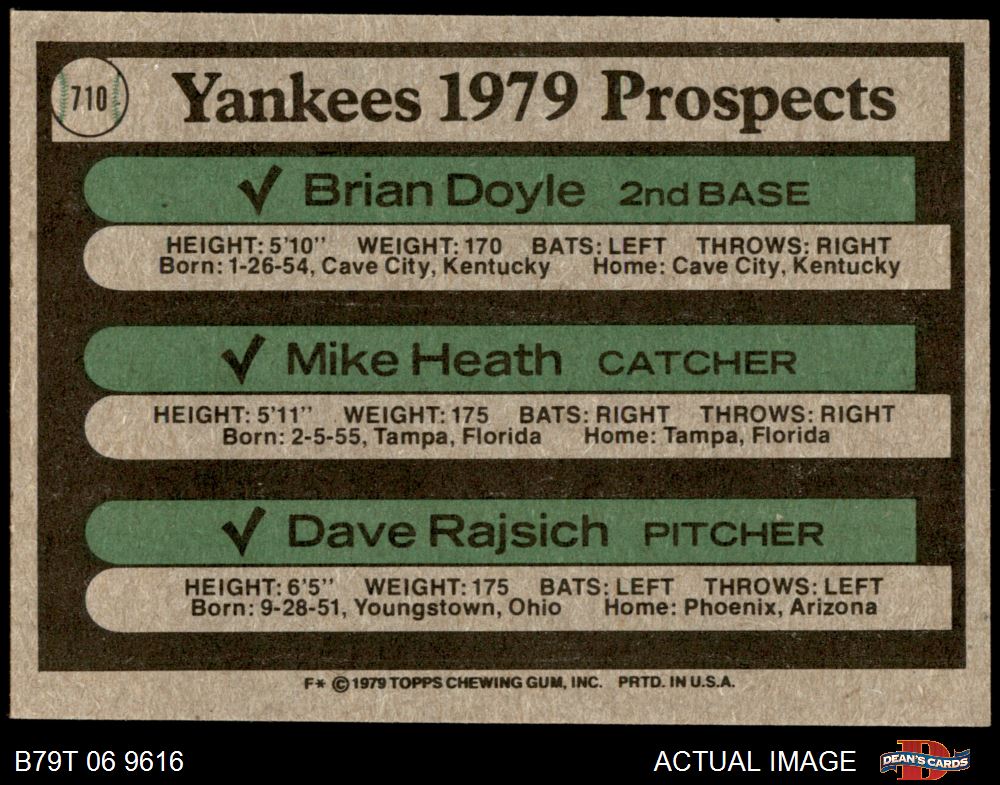 710
Yankees 1979 Prospects
✓ Brian Doyle 2nd BASE
HEIGHT: 5'10" WEIGHT: 170 BATS: LEFT THROWS: RIGHT
Born: 1-26-54, Cave City, Kentucky Home: Cave City, Kentucky
✓ Mike Heath CATCHER
HEIGHT: 5'11" WEIGHT: 175 BATS: RIGHT THROWS: RIGHT
Born: 2-5-55, Tampa, Florida Home: Tampa, Florida
✓ Dave Rajsich PITCHER
HEIGHT: 6'5" WEIGHT: 175 BATS: LEFT THROWS: LEFT
Born: 9-28-51, Youngstown, Ohio Home: Phoenix, Arizona
F* © 1979 TOPPS CHEWING GUM, INC. PRTD. IN U.S.A.
B79T 06 9616
ACTUAL IMAGE
D
DEAN'S CARDS